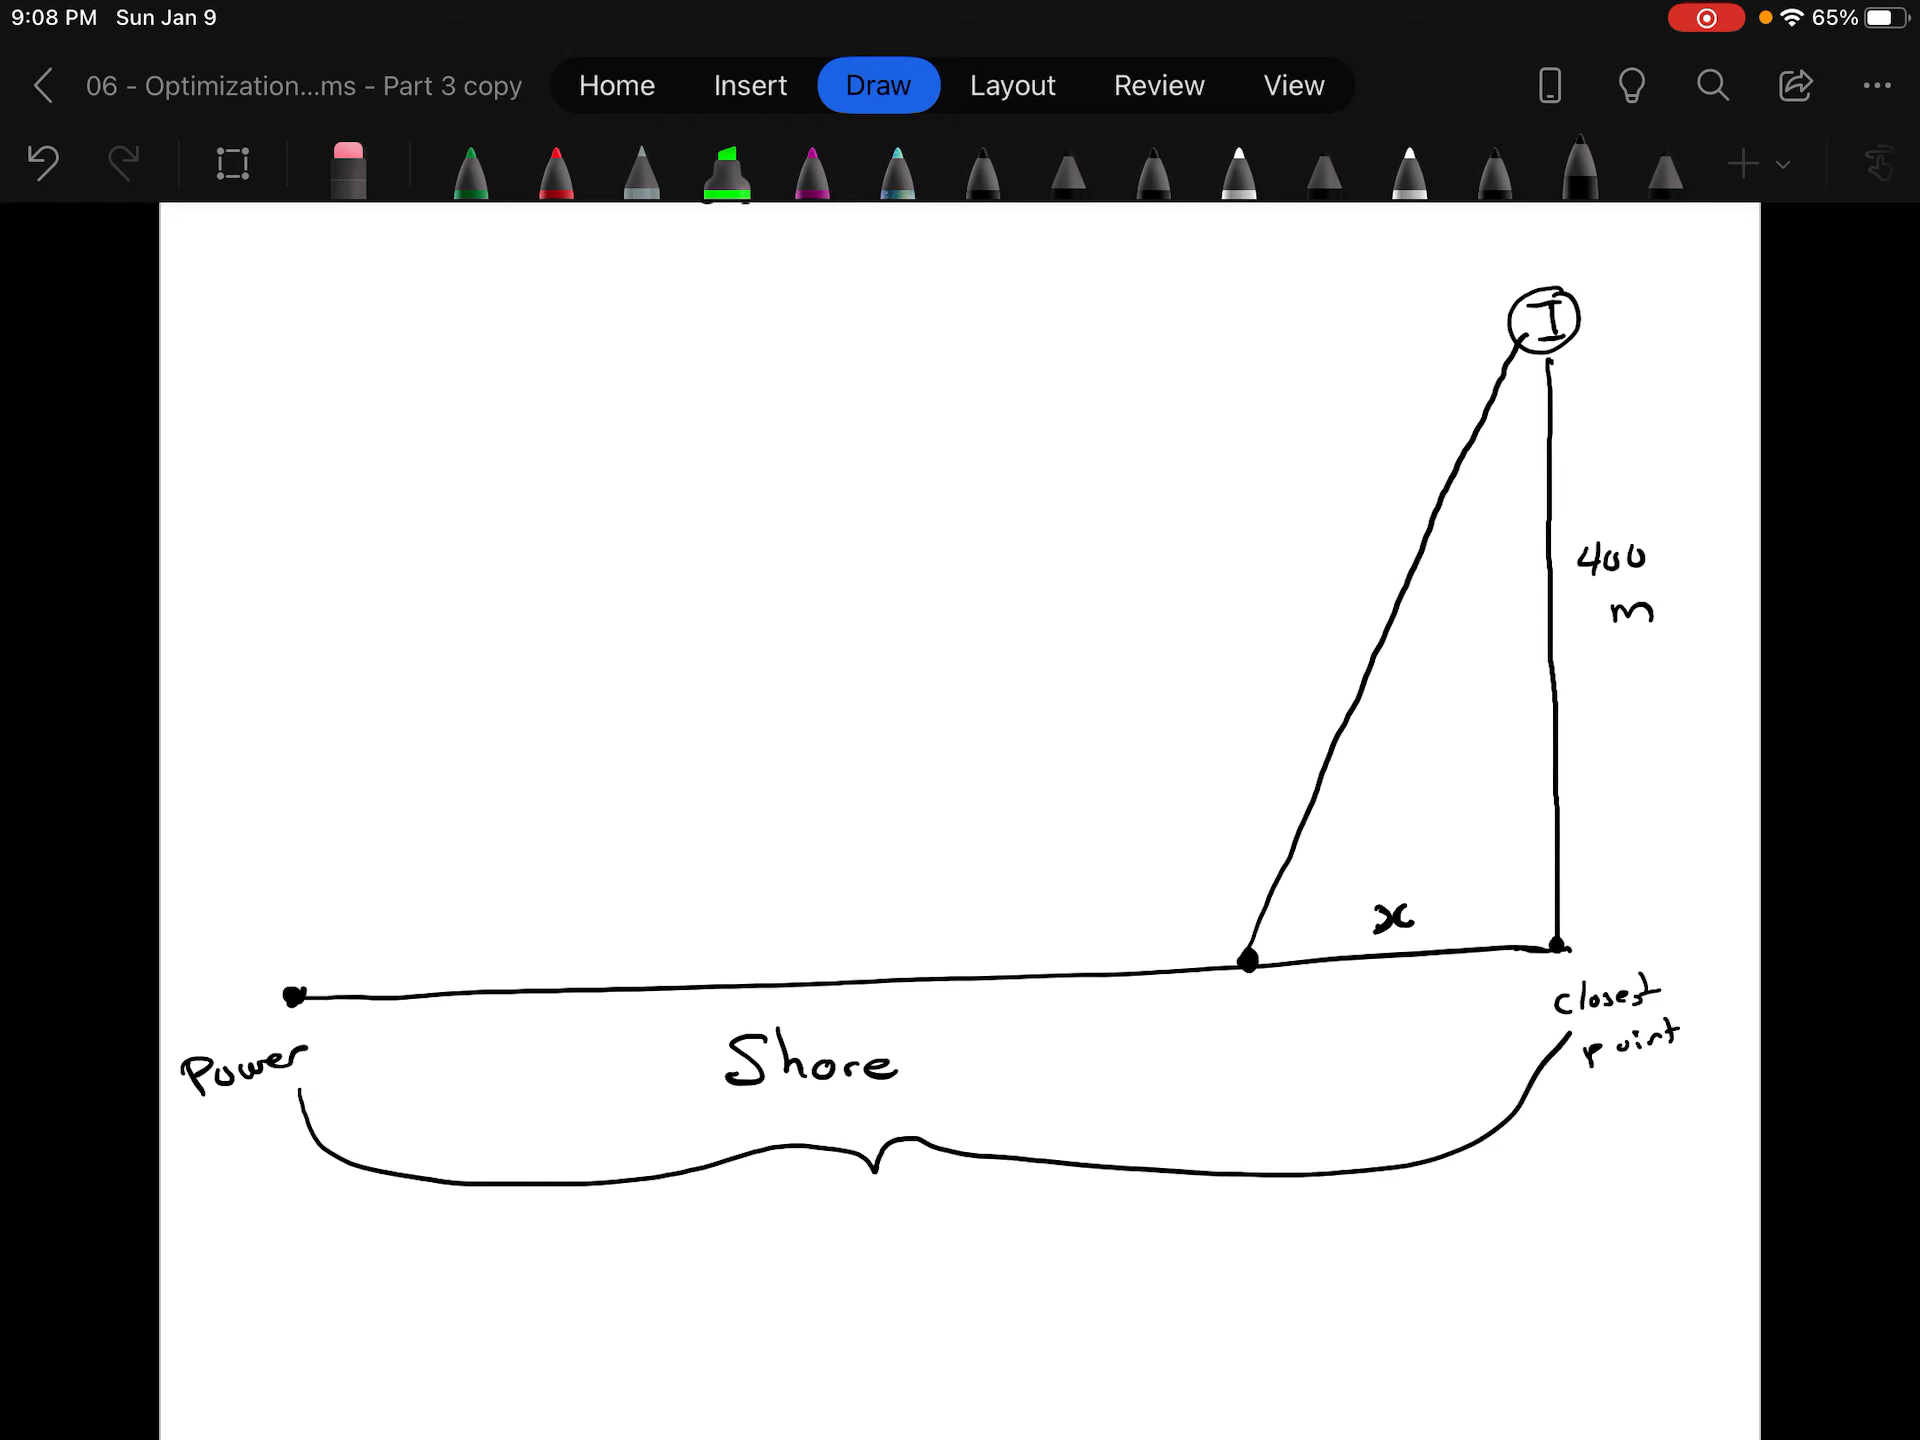 9:08 PM Sun Jan 9
65%
06 - Optimization...ms - Part 3 copy
Home Insert Draw Layout Review View
I
400
m
x
closest
point
Power
Shore